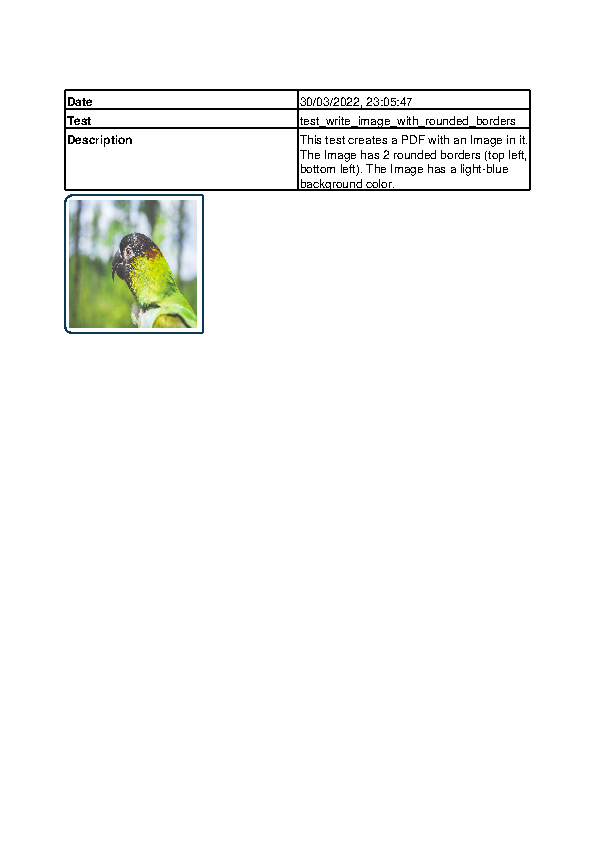 Date 30/03/2022, 23:05:47
Test test_write_image_with_rounded_borders
Description This test creates a PDF with an Image in it.
The Image has 2 rounded borders (top left,
bottom left). The Image has a light-blue
background color.